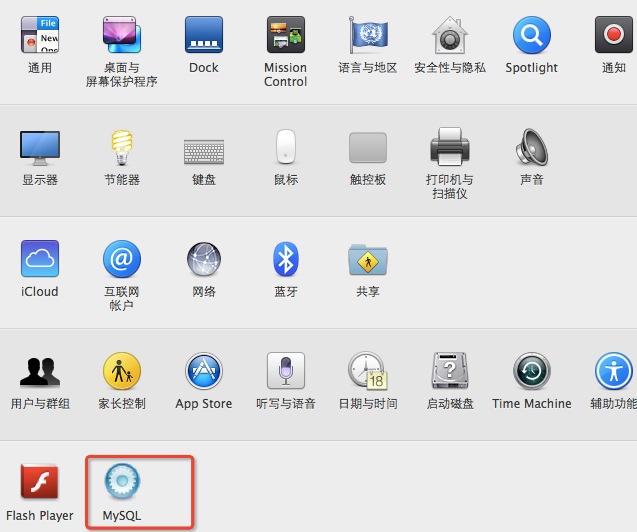 File
New
通用
桌面与
屏幕保护程序
Dock
Mission
Control
语言与地区
安全性与隐私
Spotlight
通知
显示器
节能器
键盘
鼠标
触控板
打印机与
扫描仪
声音
iCloud
@
互联网
帐户
网络
蓝牙
共享
用户与群组
家长控制
App Store
听写与语音
18
日期与时间
?
启动磁盘
Time Machine
辅助功能
Flash Player
MySQL